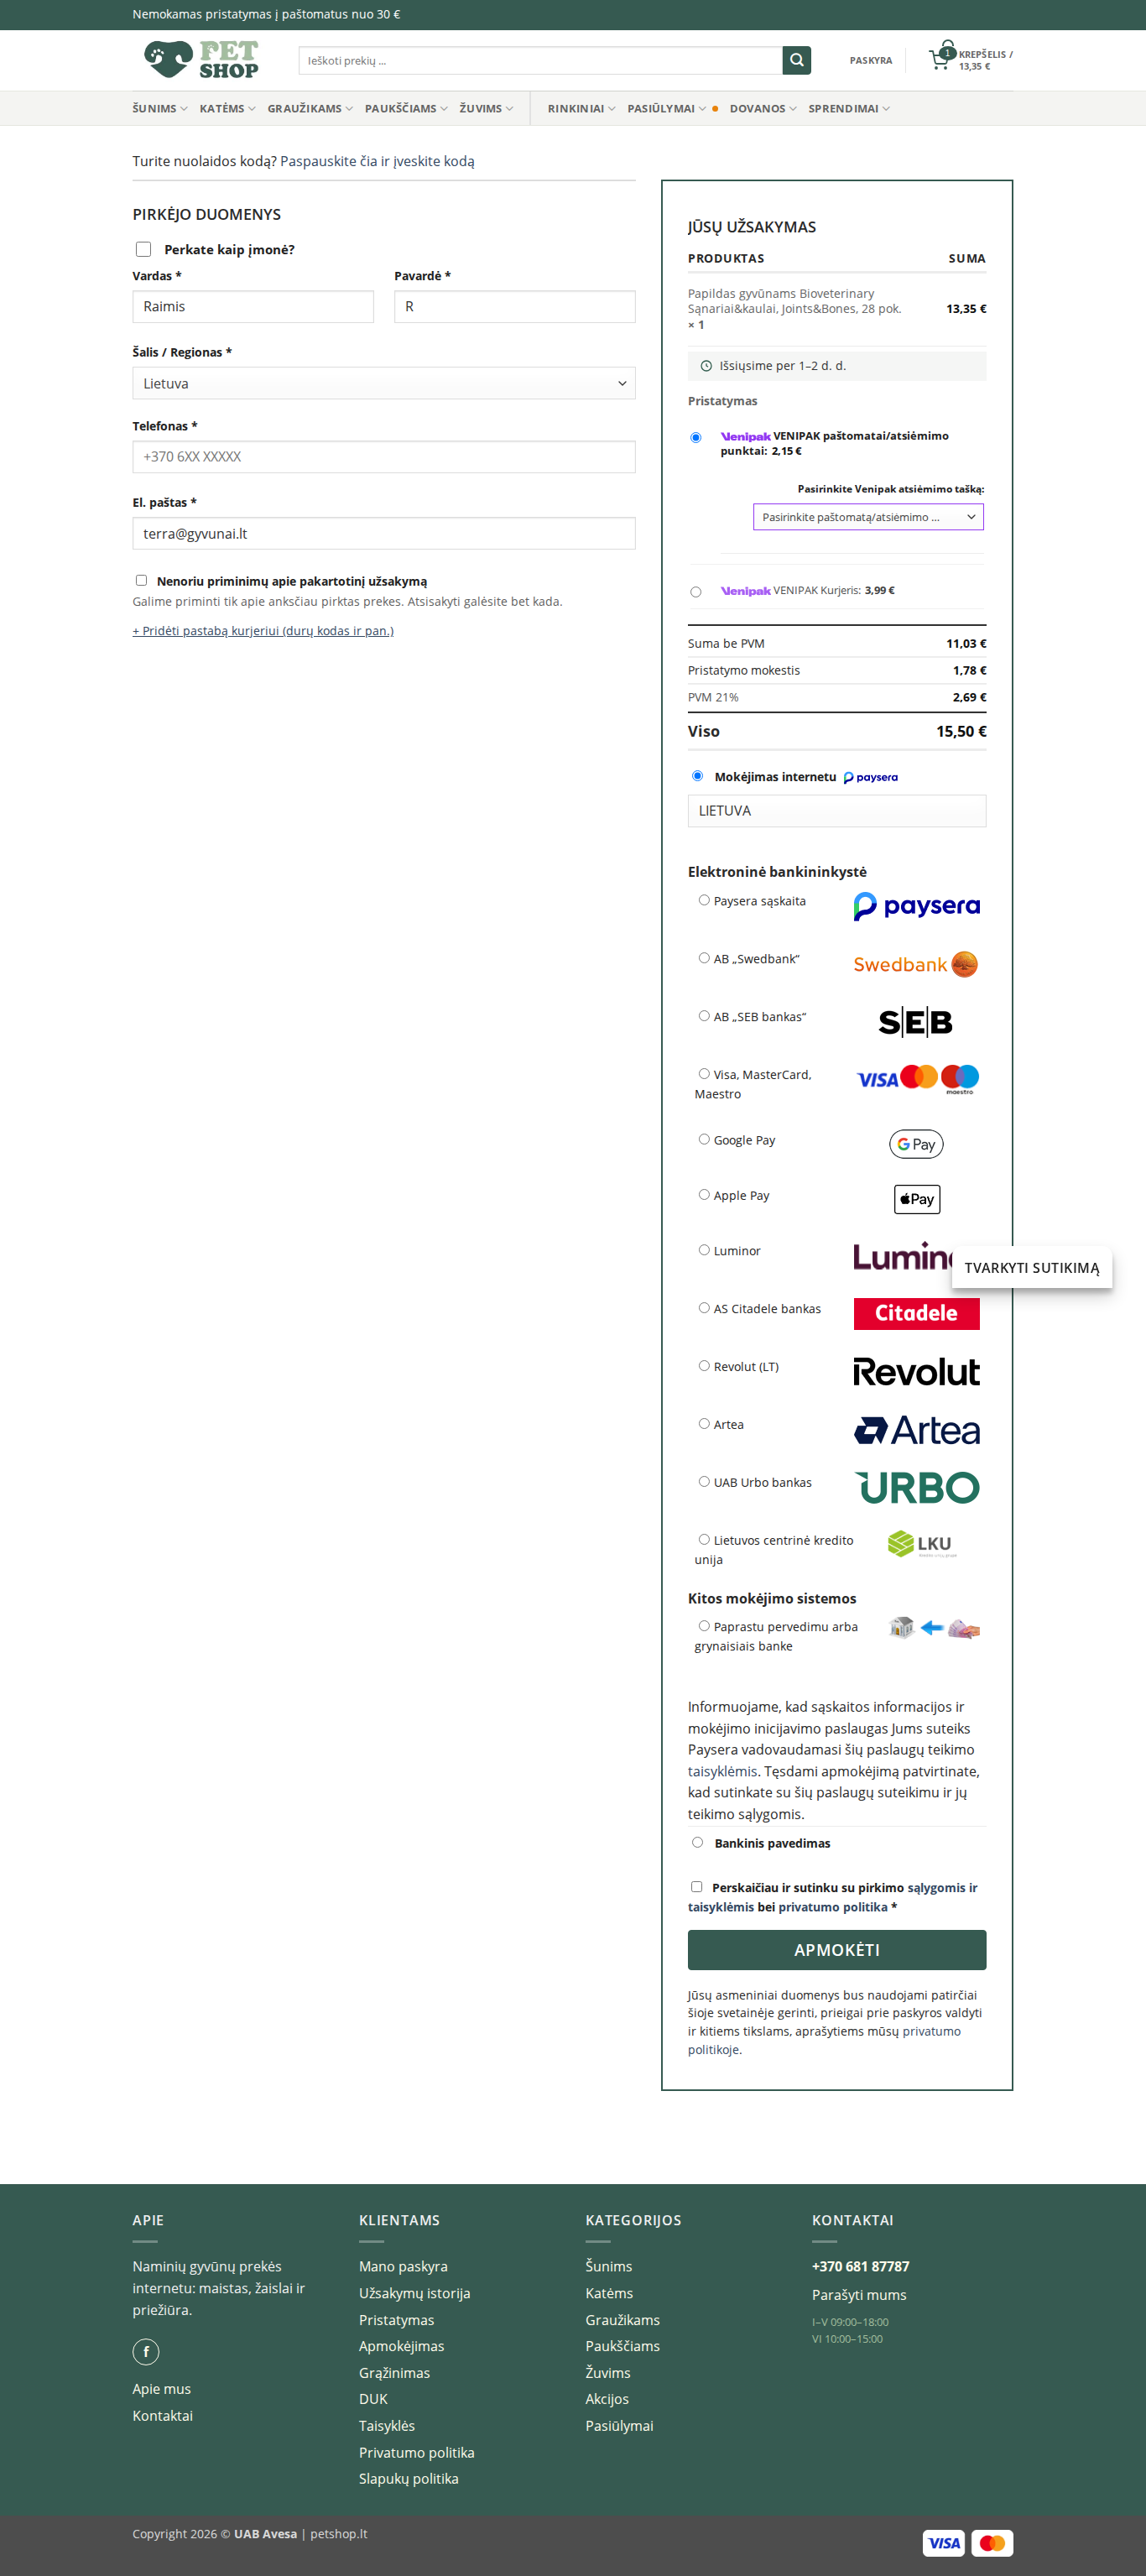 Nemokamas pristatymas į paštomatus nuo 30 €
PET
SHOP
Ieškoti prekių ...
PASKYRA
1
KREPŠELIS /
13,35 €
ŠUNIMS
KATĖMS
GRAUŽIKAMS
PAUKŠČIAMS
ŽUVIMS
RINKINIAI
PASIŪLYMAI
DOVANOS
SPRENDIMAI
Turite nuolaidos kodą? Paspauskite čia ir įveskite kodą
PIRKĖJO DUOMENYS
Perkate kaip įmonė?
Vardas *
Pavardė *
Raimis
R
Šalis / Regionas *
Lietuva
Telefonas *
+370 6XX XXXXX
El. paštas *
terra@gyvunai.lt
Nenoriu priminimų apie pakartotinį užsakymą
Galime priminti tik apie anksčiau pirktas prekes. Atsisakyti galėsite bet kada.
+ Pridėti pastabą kurjeriui (durų kodas ir pan.)
JŪSŲ UŽSAKYMAS
PRODUKTAS SUMA
Papildas gyvūnams Bioveterinary
Sąnariai&kaulai, Joints&Bones, 28 pok.
× 1
13,35 €
Išsiųsime per 1–2 d. d.
Pristatymas
Venipak VENIPAK paštomatai/atsiėmimo
punktai: 2,15 €
Pasirinkite Venipak atsiėmimo tašką:
Pasirinkite paštomatą/atsiėmimo ...
Venipak VENIPAK Kurjeris: 3,99 €
Suma be PVM 11,03 €
Pristatymo mokestis 1,78 €
PVM 21% 2,69 €
Viso 15,50 €
Mokėjimas internetu paysera
LIETUVA
Elektroninė bankininkystė
Paysera sąskaita paysera
AB „Swedbank“ Swedbank
AB „SEB bankas“ SEB
Visa, MasterCard,
Maestro
VISA maestro
Google Pay G Pay
Apple Pay Pay
Luminor Lumino
TVARKYTI SUTIKIMĄ
AS Citadele bankas Citadele
Revolut (LT) Revolut
Artea Artea
UAB Urbo bankas URBO
Lietuvos centrinė kredito
unija
LKU
Kitos mokėjimo sistemos
Paprastu pervedimu arba
grynaisiais banke
Informuojame, kad sąskaitos informacijos ir
mokėjimo inicijavimo paslaugas Jums suteiks
Paysera vadovaudamasi šių paslaugų teikimo
taisyklėmis. Tęsdami apmokėjimą patvirtinate,
kad sutinkate su šių paslaugų suteikimu ir jų
teikimo sąlygomis.
Bankinis pavedimas
Perskaičiau ir sutinku su pirkimo sąlygomis ir
taisyklėmis bei privatumo politika *
APMOKĖTI
Jūsų asmeniniai duomenys bus naudojami patirčiai
šioje svetainėje gerinti, prieigai prie paskyros valdyti
ir kitiems tikslams, aprašytiems mūsų privatumo
politikoje.
APIE
Naminių gyvūnų prekės
internetu: maistas, žaislai ir
priežiūra.
f
Apie mus
Kontaktai
KLIENTAMS
Mano paskyra
Užsakymų istorija
Pristatymas
Apmokėjimas
Grąžinimas
DUK
Taisyklės
Privatumo politika
Slapukų politika
KATEGORIJOS
Šunims
Katėms
Graužikams
Paukščiams
Žuvims
Akcijos
Pasiūlymai
KONTAKTAI
+370 681 87787
Parašyti mums
I–V 09:00–18:00
VI 10:00–15:00
Copyright 2026 © UAB Avesa | petshop.lt
VISA